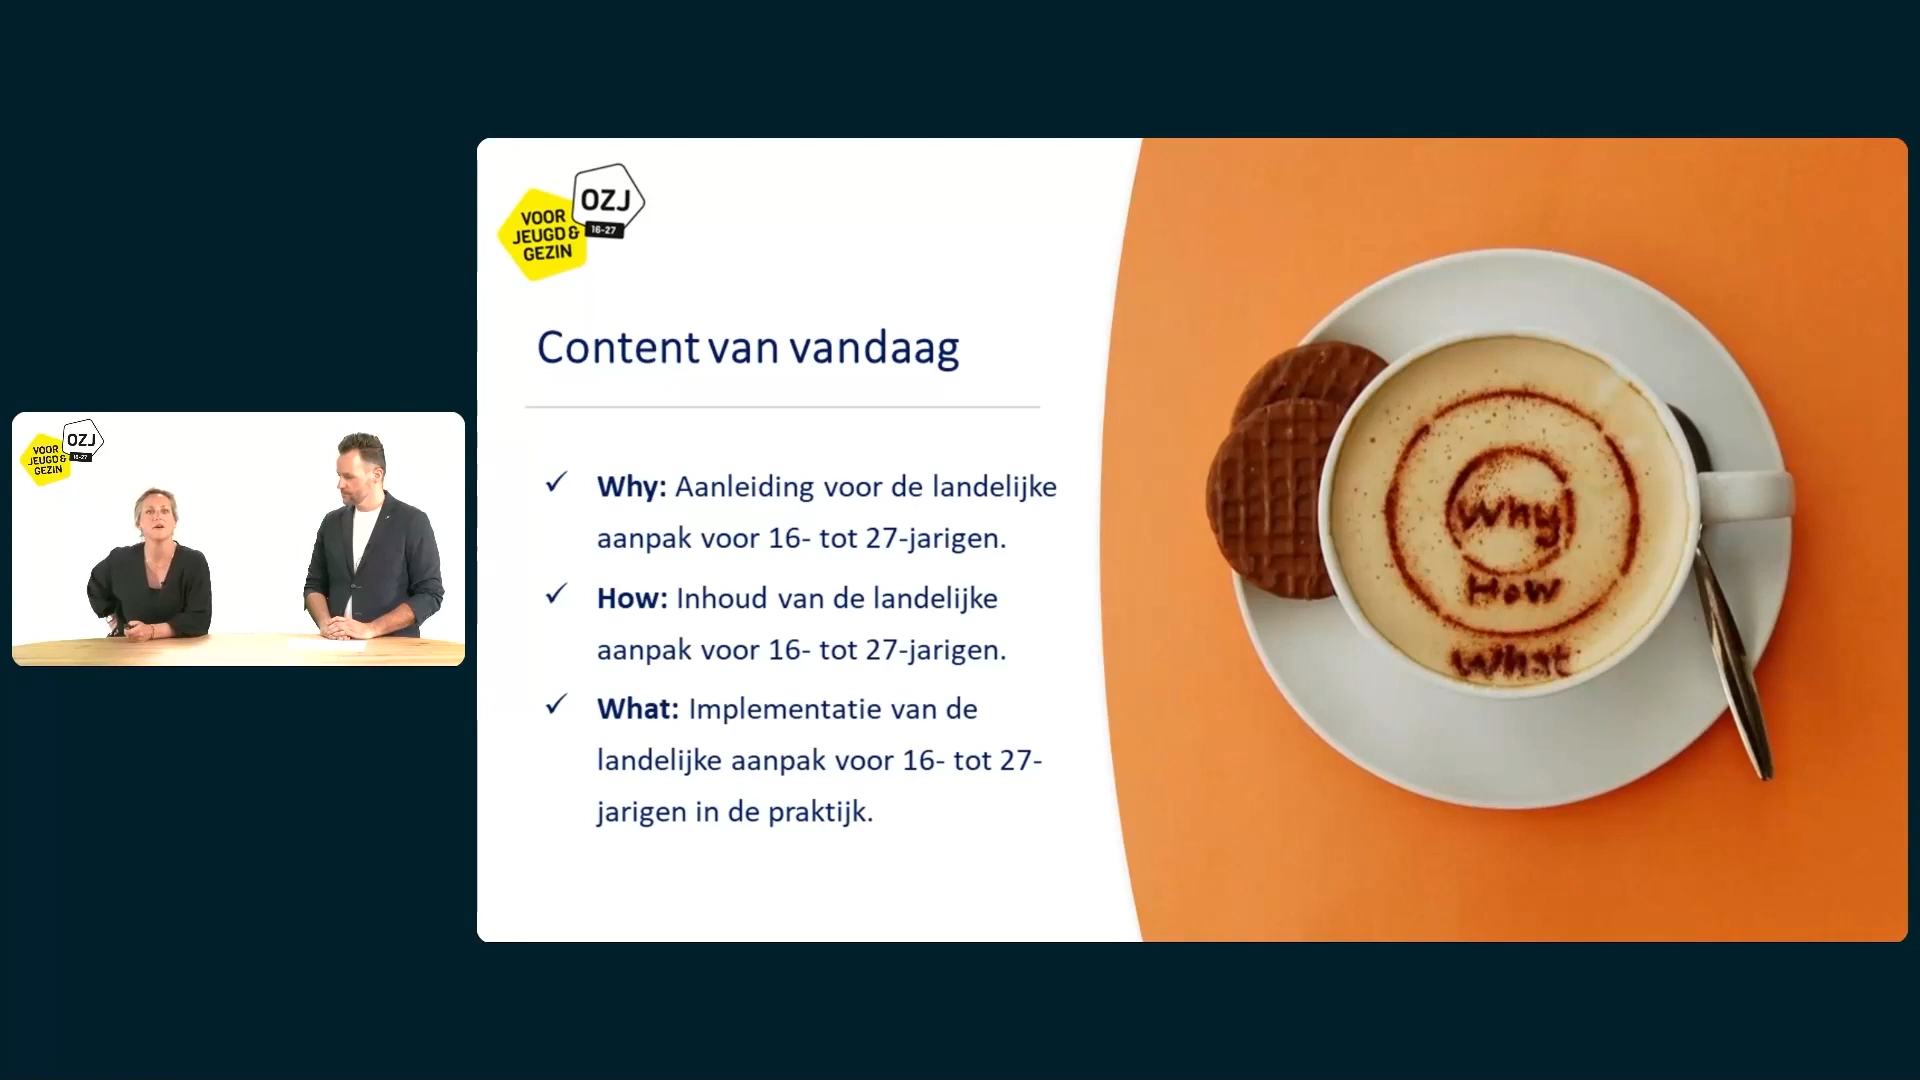 VOOR
JEUGD &
GEZIN
OZJ
16-27
VOOR
JEUGD &
GEZIN
OZJ
16-27
Content van vandaag
✓ Why: Aanleiding voor de landelijke
aanpak voor 16- tot 27-jarigen.
✓ How: Inhoud van de landelijke
aanpak voor 16- tot 27-jarigen.
✓ What: Implementatie van de
landelijke aanpak voor 16- tot 27-
jarigen in de praktijk.
Why
How
What